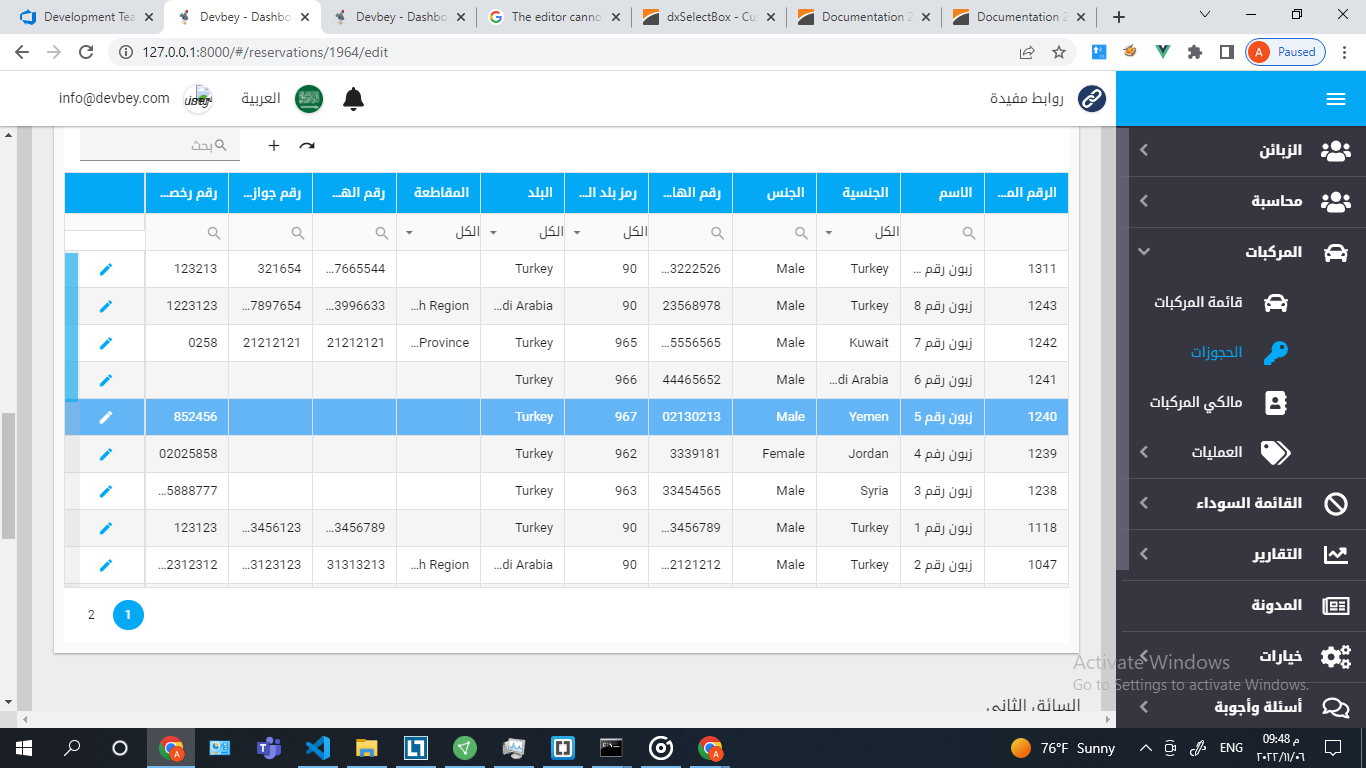 Development Tea
Devbey - Dashbo
Devbey - Dashbo
The editor canno
dxSelectBox - Cu
Documentation 2
Documentation 2
127.0.0.1:8000/#/reservations/1964/edit
A Paused
روابط مفيدة
العربية
info@devbey.com
الزبائن
محاسبة
المركبات
قائمة المركبات
الحجوزات
مالكي المركبات
العمليات
القائمة السوداء
التقارير
المدونة
خيارات
أسئلة وأجوبة
بحث
الرقم الم... الاسم الجنسية الجنس رقم الها... رمز بلد ال... البلد المقاطعة رقم اله... رقم جواز... رقم رخص...
الكل الكل الكل الكل
1311 زبون رقم ... Turkey Male ...3222526 90 Turkey ...7665544 321654 123213
1243 زبون رقم 8 Turkey Male 23568978 90 ...di Arabia ...h Region ...3996633 ...7897654 1223123
1242 زبون رقم 7 Kuwait Male ...5556565 965 Turkey ...Province 21212121 21212121 0258
1241 زبون رقم 6 ...di Arabia Male 44465652 966 Turkey
1240 زبون رقم 5 Yemen Male 02130213 967 Turkey 852456
1239 زبون رفم 4 Jordan Female 3339181 962 Turkey 02025858
1238 زبون رقم 3 Syria Male 33454565 963 Turkey ...5888777
1118 زبون رقم 1 Turkey Male ...3456789 90 Turkey ...3456789 ...3456123 123123
1047 زبون رقم 2 Turkey Male ...2121212 90 ...di Arabia ...h Region 31313213 ...3123123 ...2312312
1 2
السائق الثاني
Activate Windows
Go to Settings to activate Windows.
76°F Sunny
ENG
09:48 م
٢٠٢٢/١١/٠٦